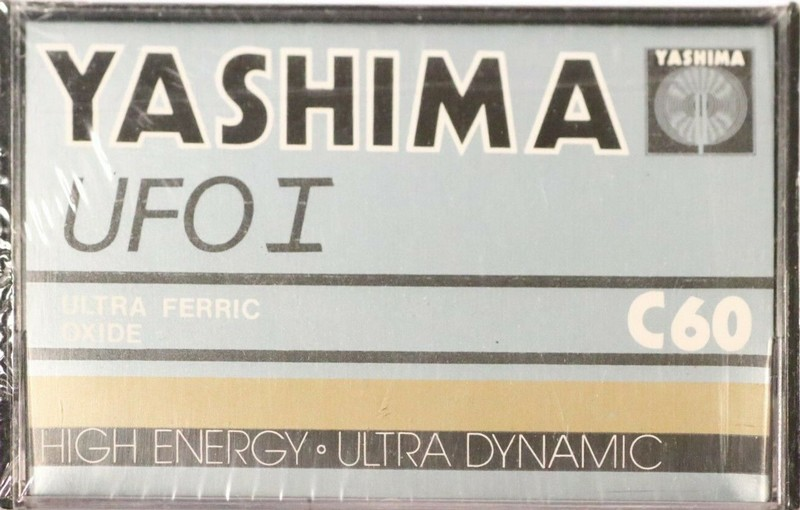 YASHIMA
YASHIMA
UFO I
ULTRA FERRIC
OXIDE
C60
HIGH ENERGY • ULTRA DYNAMIC